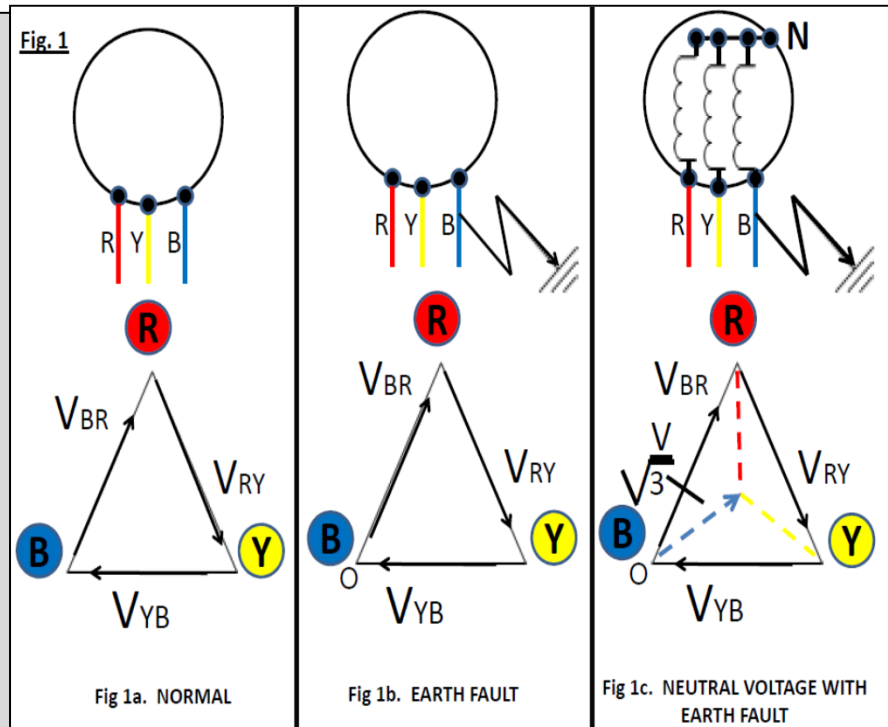 Fig. 1
R Y B
R
VBR
VRY
B
Y
VYB
Fig 1a. NORMAL
R Y B
R
VBR
VRY
B
Y
O
VYB
Fig 1b. EARTH FAULT
N
R Y B
R
VBR
V
√3
VRY
B
Y
O
VYB
Fig 1c. NEUTRAL VOLTAGE WITH
EARTH FAULT